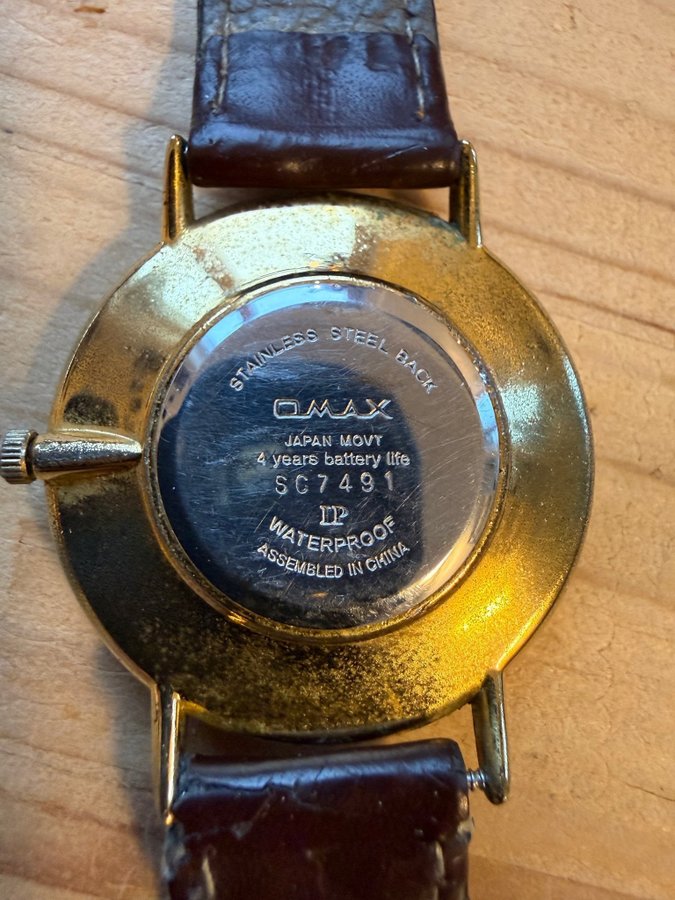 STAINLESS STEEL BACK
OMAX
JAPAN MOVT
4 years battery life
SC7491
IP
WATERPROOF
ASSEMBLED IN CHINA